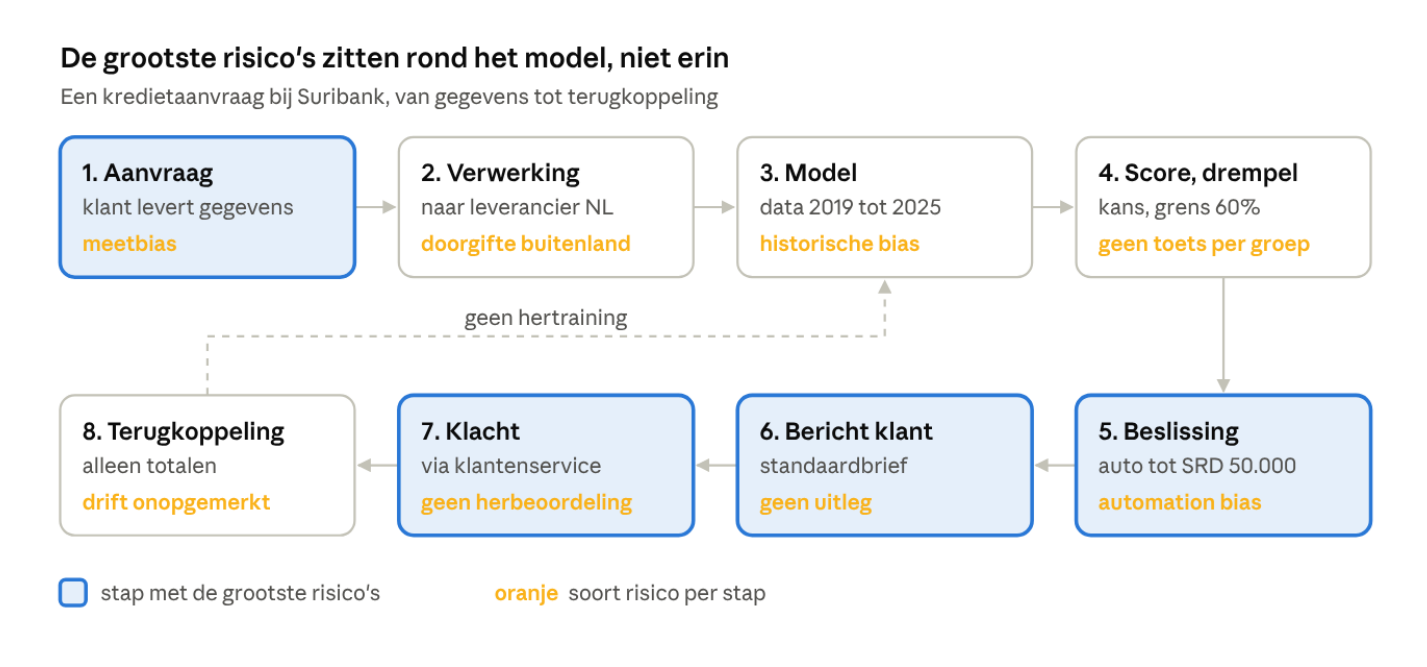 De grootste risico's zitten rond het model, niet erin
Een kredietaanvraag bij Suribank, van gegevens tot terugkoppeling
1. Aanvraag
klant levert gegevens
meetbias
2. Verwerking
naar leverancier NL
doorgifte buitenland
3. Model
data 2019 tot 2025
historische bias
4. Score, drempel
kans, grens 60%
geen toets per groep
geen hertraining
8. Terugkoppeling
alleen totalen
drift onopgemerkt
7. Klacht
via klantenservice
geen herbeoordeling
6. Bericht klant
standaardbrief
geen uitleg
5. Beslissing
auto tot SRD 50.000
automation bias
stap met de grootste risico's
oranje soort risico per stap